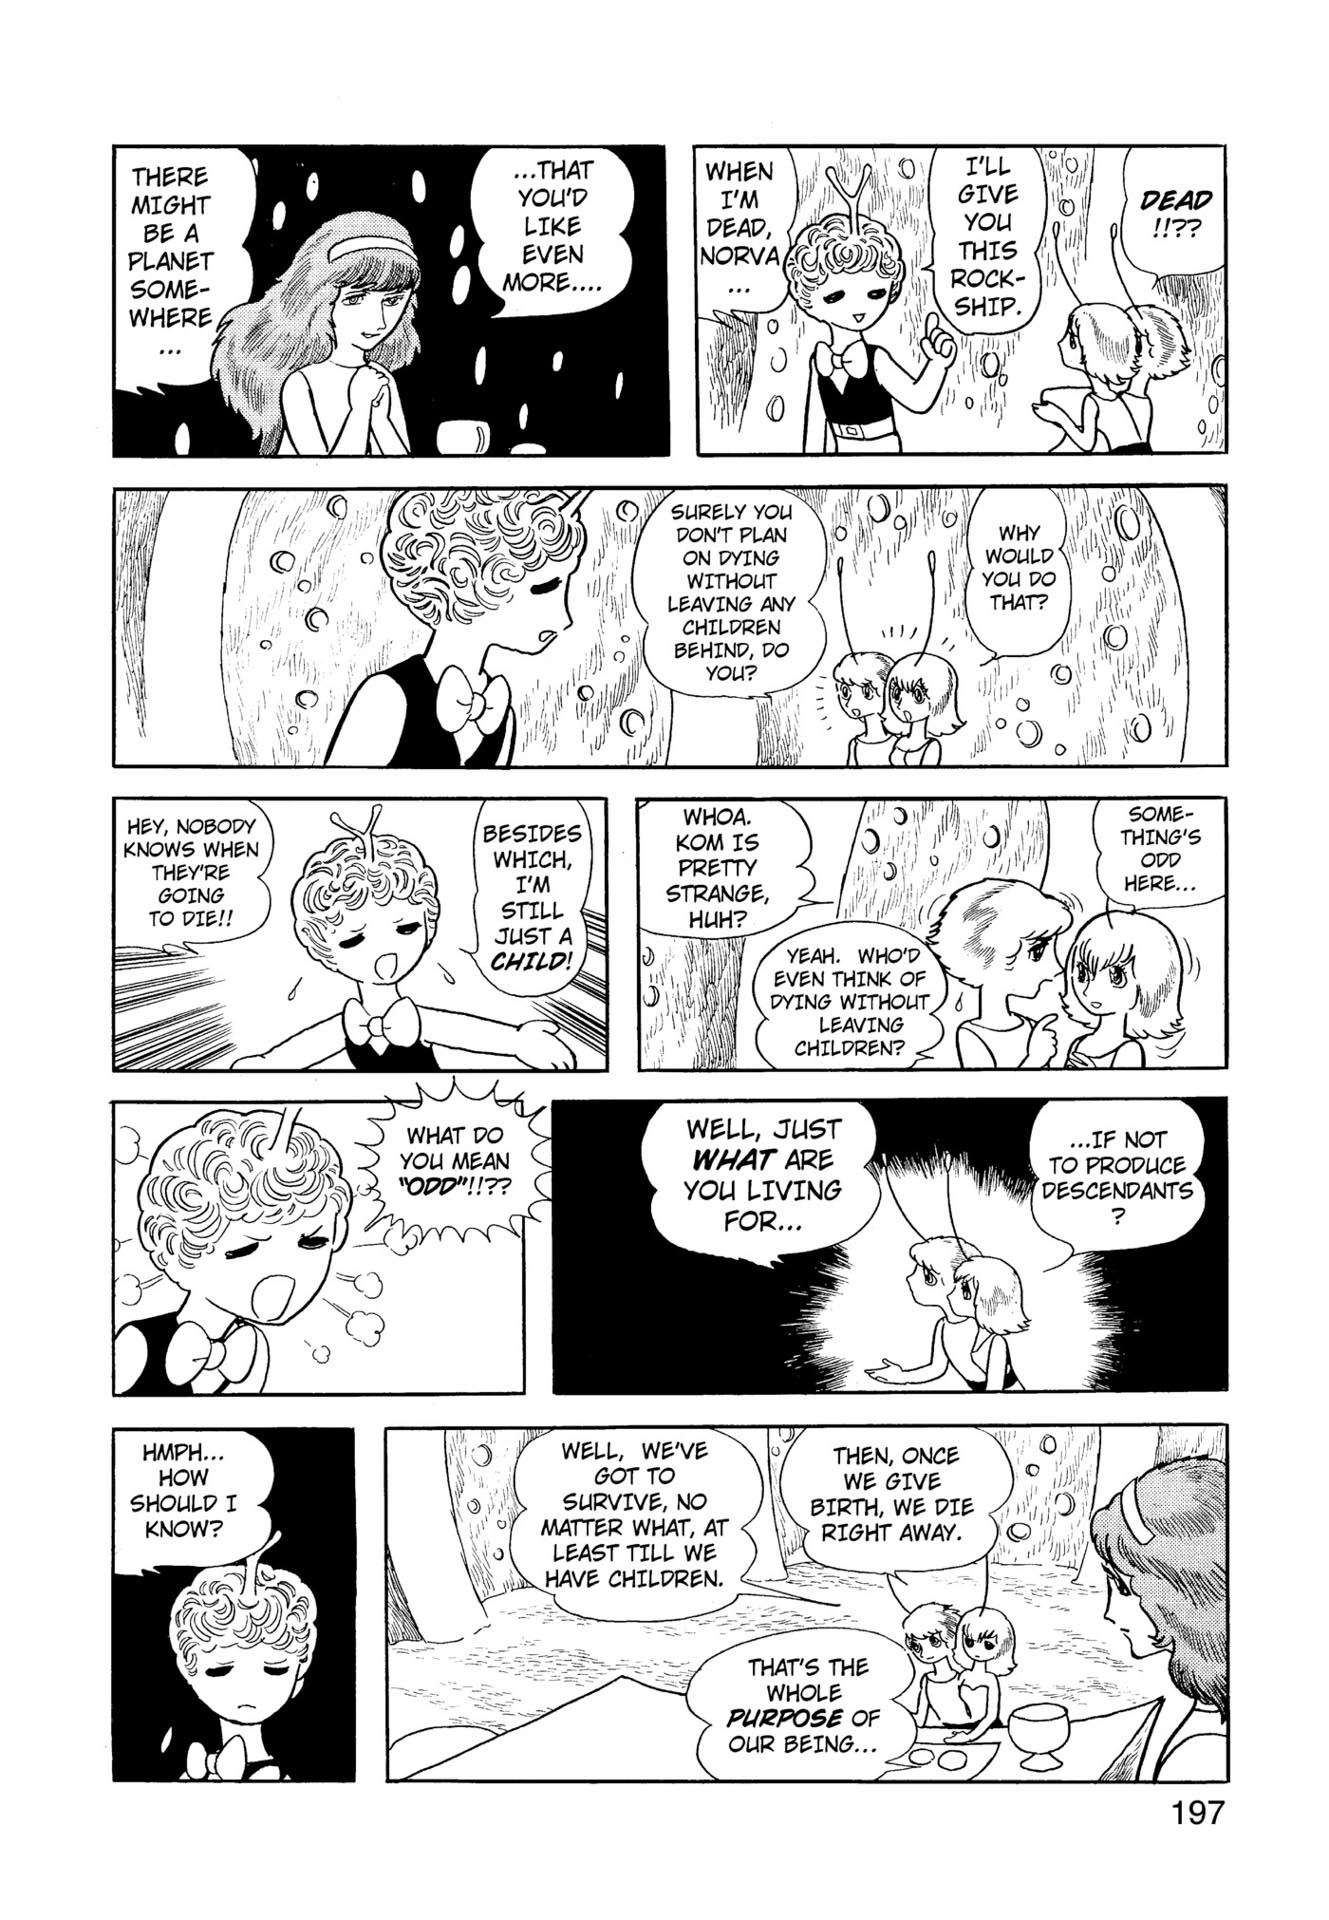 THERE
MIGHT
BE A
PLANET
SOME-
WHERE
...
...THAT
YOU'D
LIKE
EVEN
MORE....
WHEN
I'M
DEAD,
NORVA
...
I'LL
GIVE
YOU
THIS
ROCK-
SHIP.
DEAD
!!??
SURELY YOU
DON'T PLAN
ON DYING
WITHOUT
LEAVING ANY
CHILDREN
BEHIND, DO
YOU?
WHY
WOULD
YOU DO
THAT?
HEY, NOBODY
KNOWS WHEN
THEY'RE
GOING
TO DIE!!
BESIDES
WHICH,
I'M
STILL
JUST A
CHILD!
WHOA.
KOM IS
PRETTY
STRANGE,
HUH?
YEAH. WHO'D
EVEN THINK OF
DYING WITHOUT
LEAVING
CHILDREN?
SOME-
THING'S
ODD
HERE...
WHAT DO
YOU MEAN
"ODD"!!??
WELL, JUST
WHAT ARE
YOU LIVING
FOR...
...IF NOT
TO PRODUCE
DESCENDANTS
?
HMPH...
HOW
SHOULD I
KNOW?
WELL, WE'VE
GOT TO
SURVIVE, NO
MATTER WHAT, AT
LEAST TILL WE
HAVE CHILDREN.
THEN, ONCE
WE GIVE
BIRTH, WE DIE
RIGHT AWAY.
THAT'S THE
WHOLE
PURPOSE OF
OUR BEING...
197